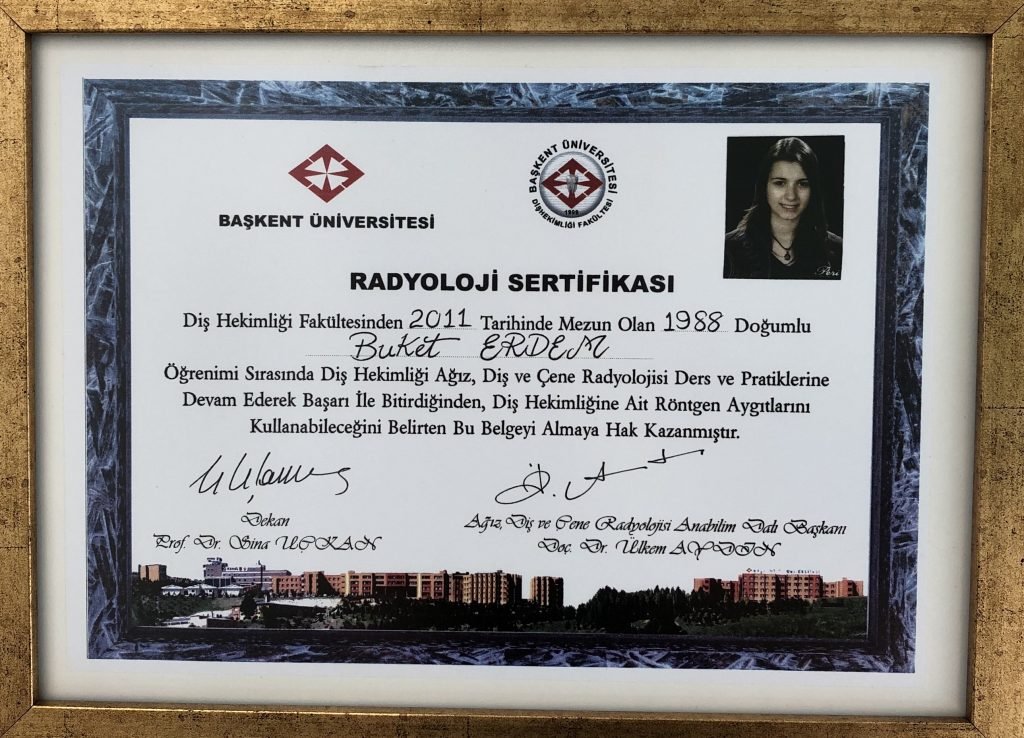 BAŞKENT ÜNİVERSİTESİ
BAŞKENT ÜNİVERSİTESİ
DİŞHEKİMLİĞİ FAKÜLTESİ
Peri
RADYOLOJİ SERTİFİKASI
Diş Hekimliği Fakültesinden 2011 Tarihinde Mezun Olan 1988 Doğumlu
Buket ERDEM
Öğrenimi Sırasında Diş Hekimliği Ağız, Diş ve Çene Radyolojisi Ders ve Pratiklerine
Devam Ederek Başarı İle Bitirdiğinden, Diş Hekimliğine Ait Röntgen Aygıtlarını
Kullanabileceğini Belirten Bu Belgeyi Almaya Hak Kazanmıştır.
Dekan
Prof. Dr. Sina UÇKAN
Ağız, Diş ve Çene Radyolojisi Anabilim Dalı Başkanı
Doç. Dr. Ülkem AYDIN